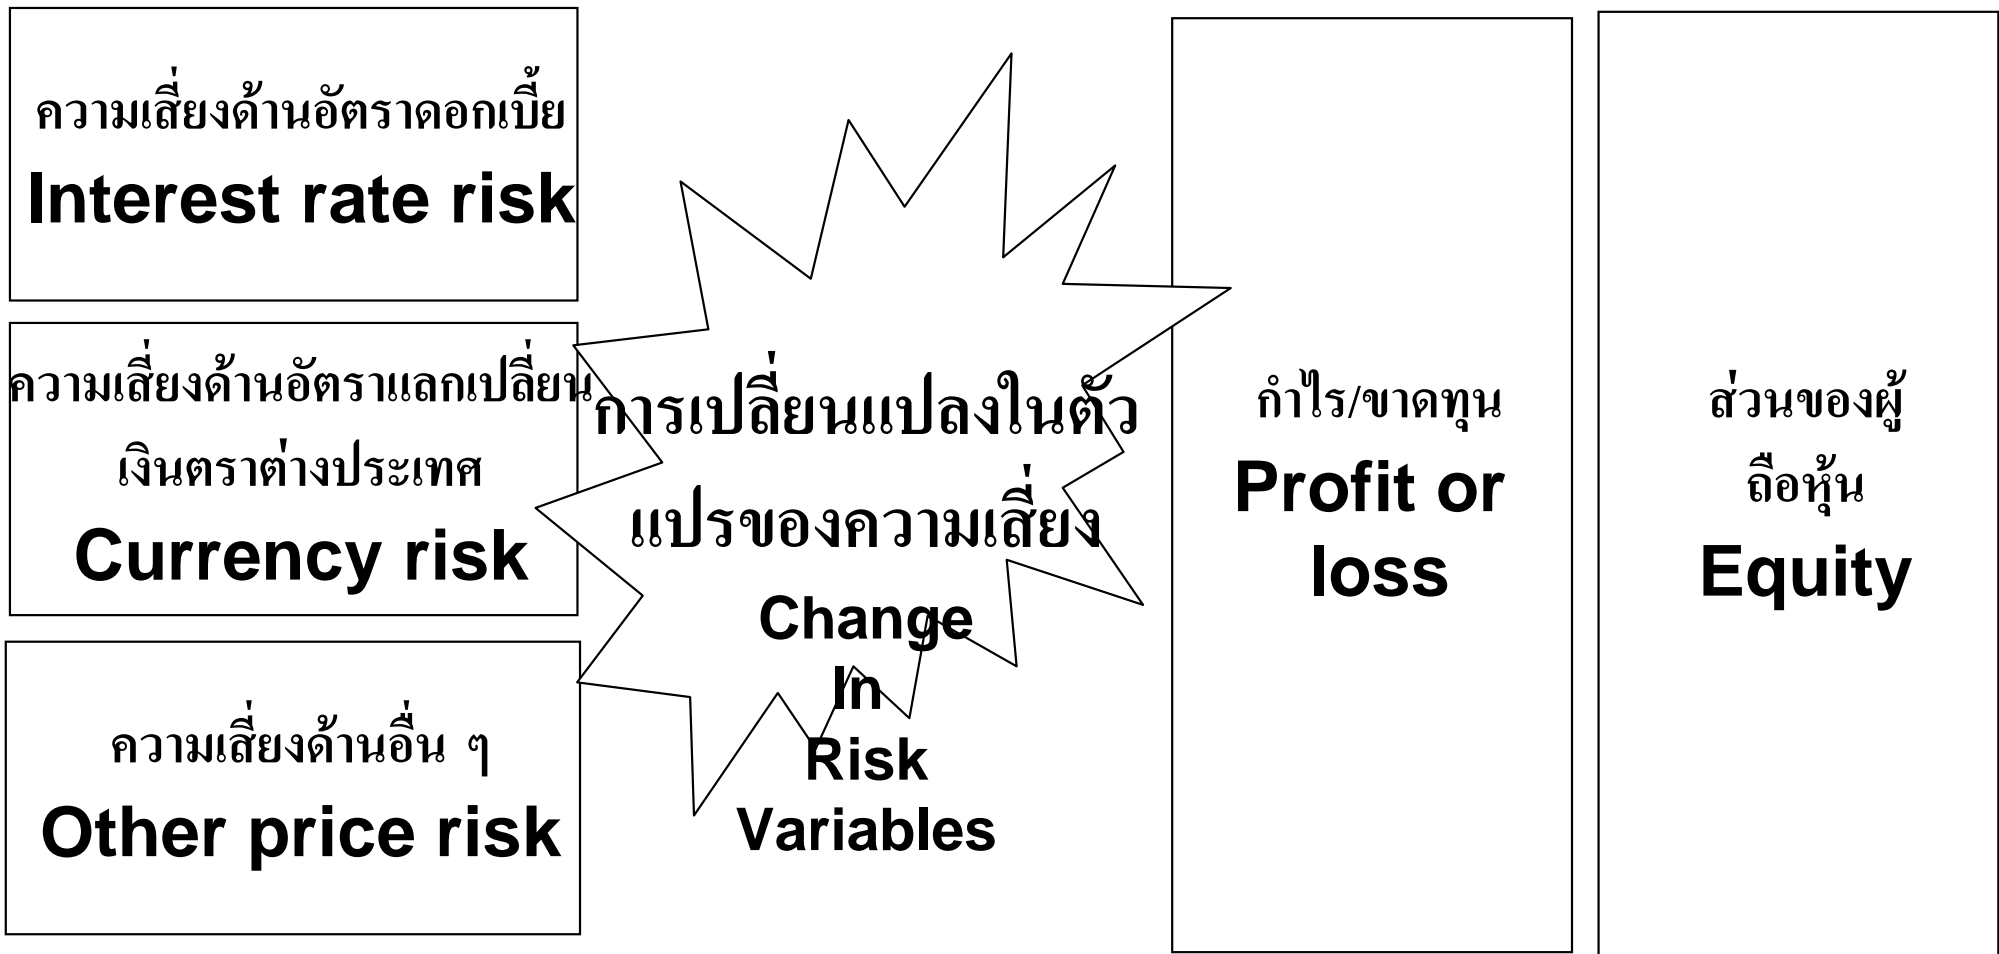 ความเสี่ยงด้านอัตราดอกเบี้ย
Interest rate risk
ความเสี่ยงด้านอัตราแลกเปลี่ยน
เงินตราต่างประเทศ
Currency risk
ความเสี่ยงด้านอื่น ๆ
Other price risk
การเปลี่ยนแปลงในตัว
แปรของความเสี่ยง
Change
In
Risk
Variables
กำไร/ขาดทุน
Profit or
loss
ส่วนของผู้
ถือหุ้น
Equity